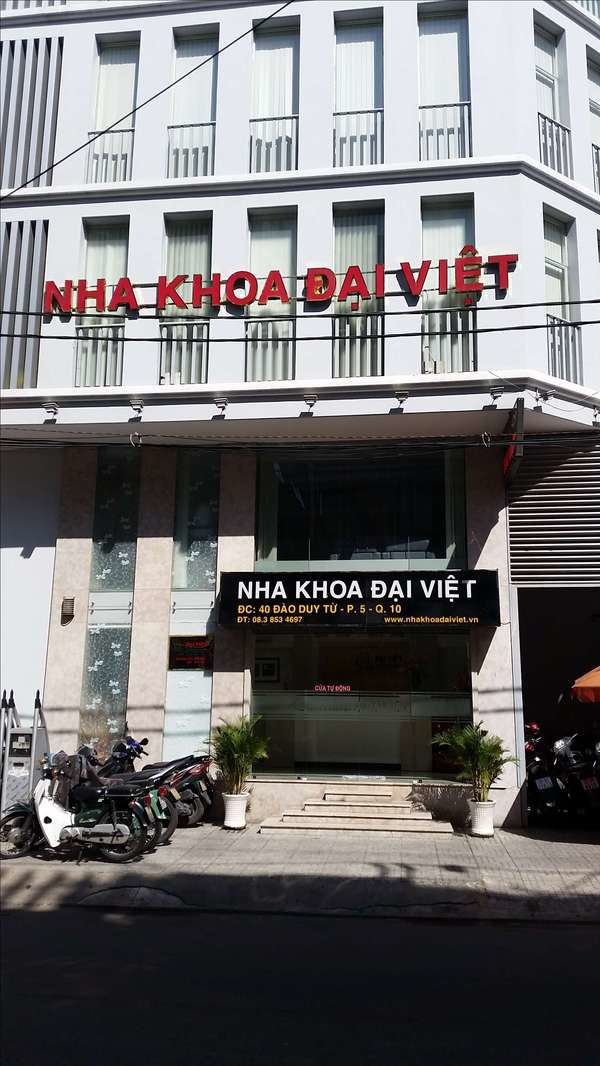 NHA KHOA ĐẠI VIỆT
NHA KHOA ĐẠI VIỆT
ĐC: 40 ĐÀO DUY TỪ - P. 5 - Q. 10
ĐT: 08.3 853 4697 www.nhakhoadaiviet.vn
CỬA TỰ ĐỘNG